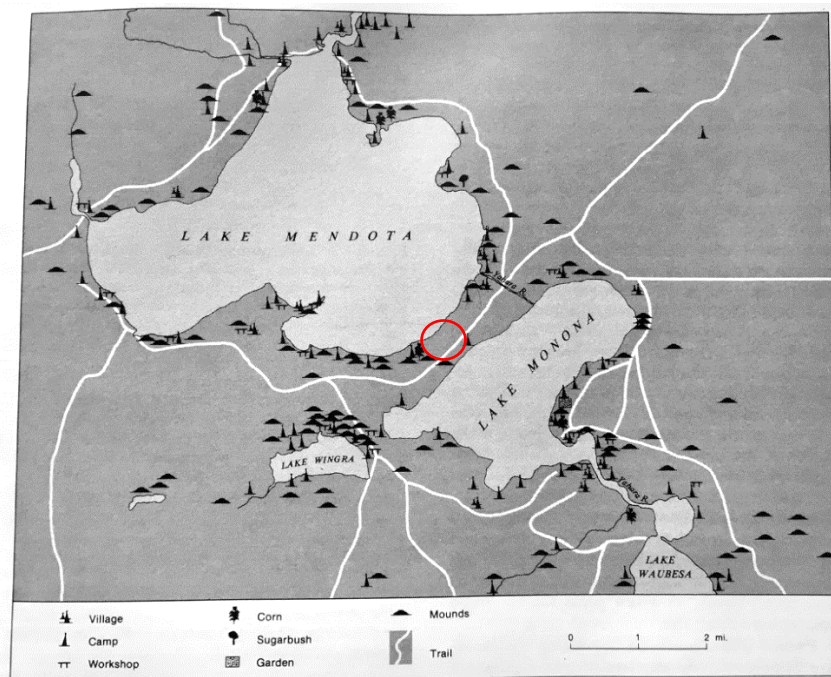 LAKE MENDOTA
Yahara R.
LAKE MONONA
LAKE WINGRA
Yahara R.
LAKE
WAUBESA
Village
Corn
Mounds
Camp
Sugarbush
Trail
Workshop
Garden
0 1 2 mi.